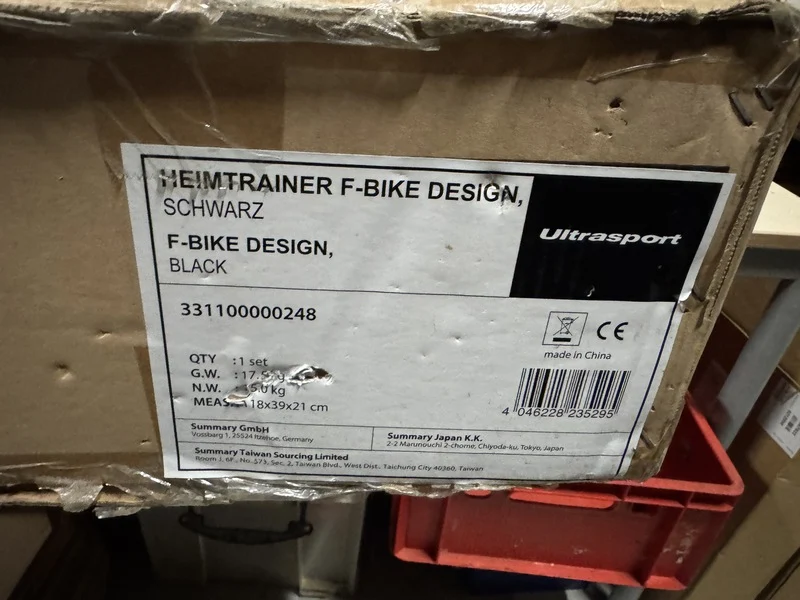 HEIMTRAINER F-BIKE DESIGN,
SCHWARZ
F-BIKE DESIGN,
BLACK
Ultrasport
331100000248
CE
made in China
QTY : 1 set
G.W. :
N.W. : kg
MEAS. 118x39x21 cm
4 046228 235295
Summary GmbH
Vossbarg 1, 25524 Itzehoe, Germany
Summary Japan K.K.
2-2 Marunouchi 2-chome, Chiyoda-ku, Tokyo, Japan
Summary Taiwan Sourcing Limited
Room J, 6F., No. 573, Sec. 2, Taiwan Blvd., West Dist., Taichung City 40360, Taiwan